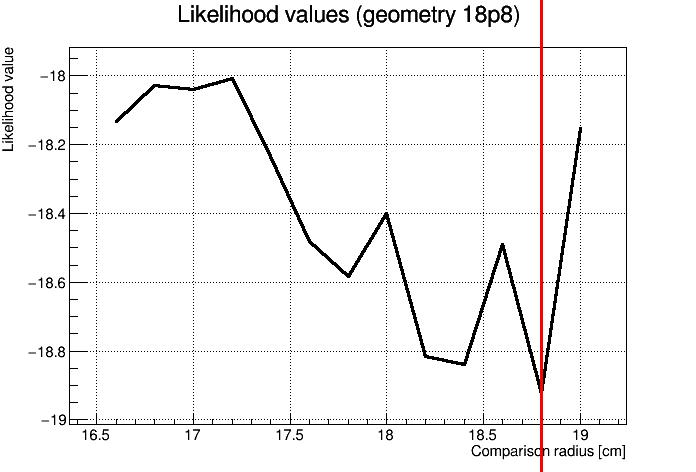 Likelihood values (geometry 18p8)
Likelihood value
−18
−18.2
−18.4
−18.6
−18.8
−19
16.5 17 17.5 18 18.5 19
Comparison radius [cm]